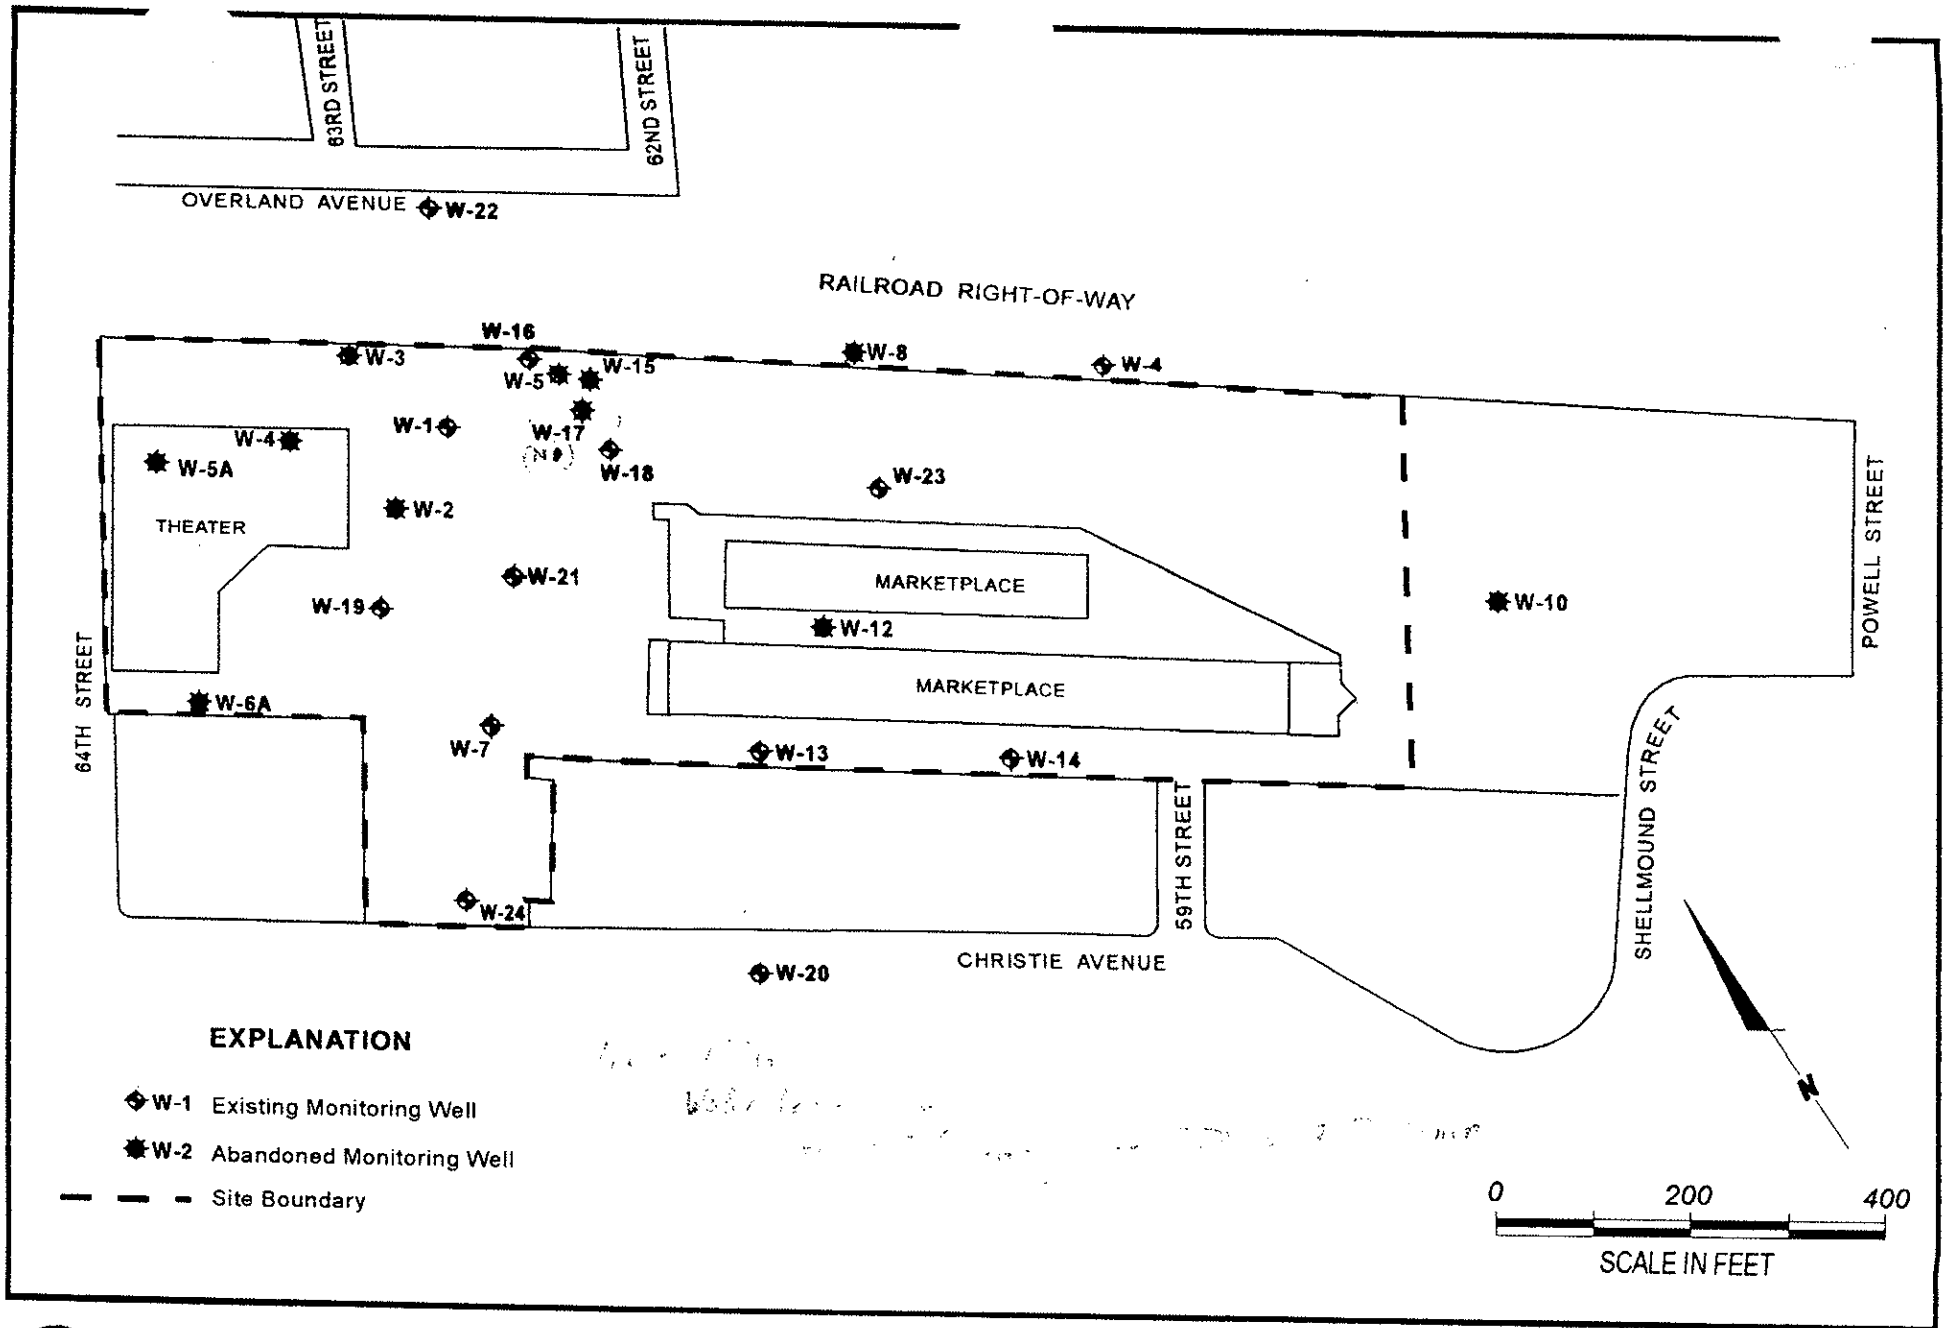 63RD STREET
62ND STREET
OVERLAND AVENUE
W-22
RAILROAD RIGHT-OF-WAY
W-16
W-3
W-8
W-4
W-5
W-15
W-1
W-17
W-4
W-5A
W-18
W-23
W-2
THEATER
W-21
MARKETPLACE
W-19
W-12
W-10
POWELL STREET
MARKETPLACE
64TH STREET
W-6A
W-7
W-13
W-14
SHELLMOUND STREET
59TH STREET
W-24
CHRISTIE AVENUE
W-20
EXPLANATION
W-1 Existing Monitoring Well
W-2 Abandoned Monitoring Well
Site Boundary
N
0 200 400
SCALE IN FEET